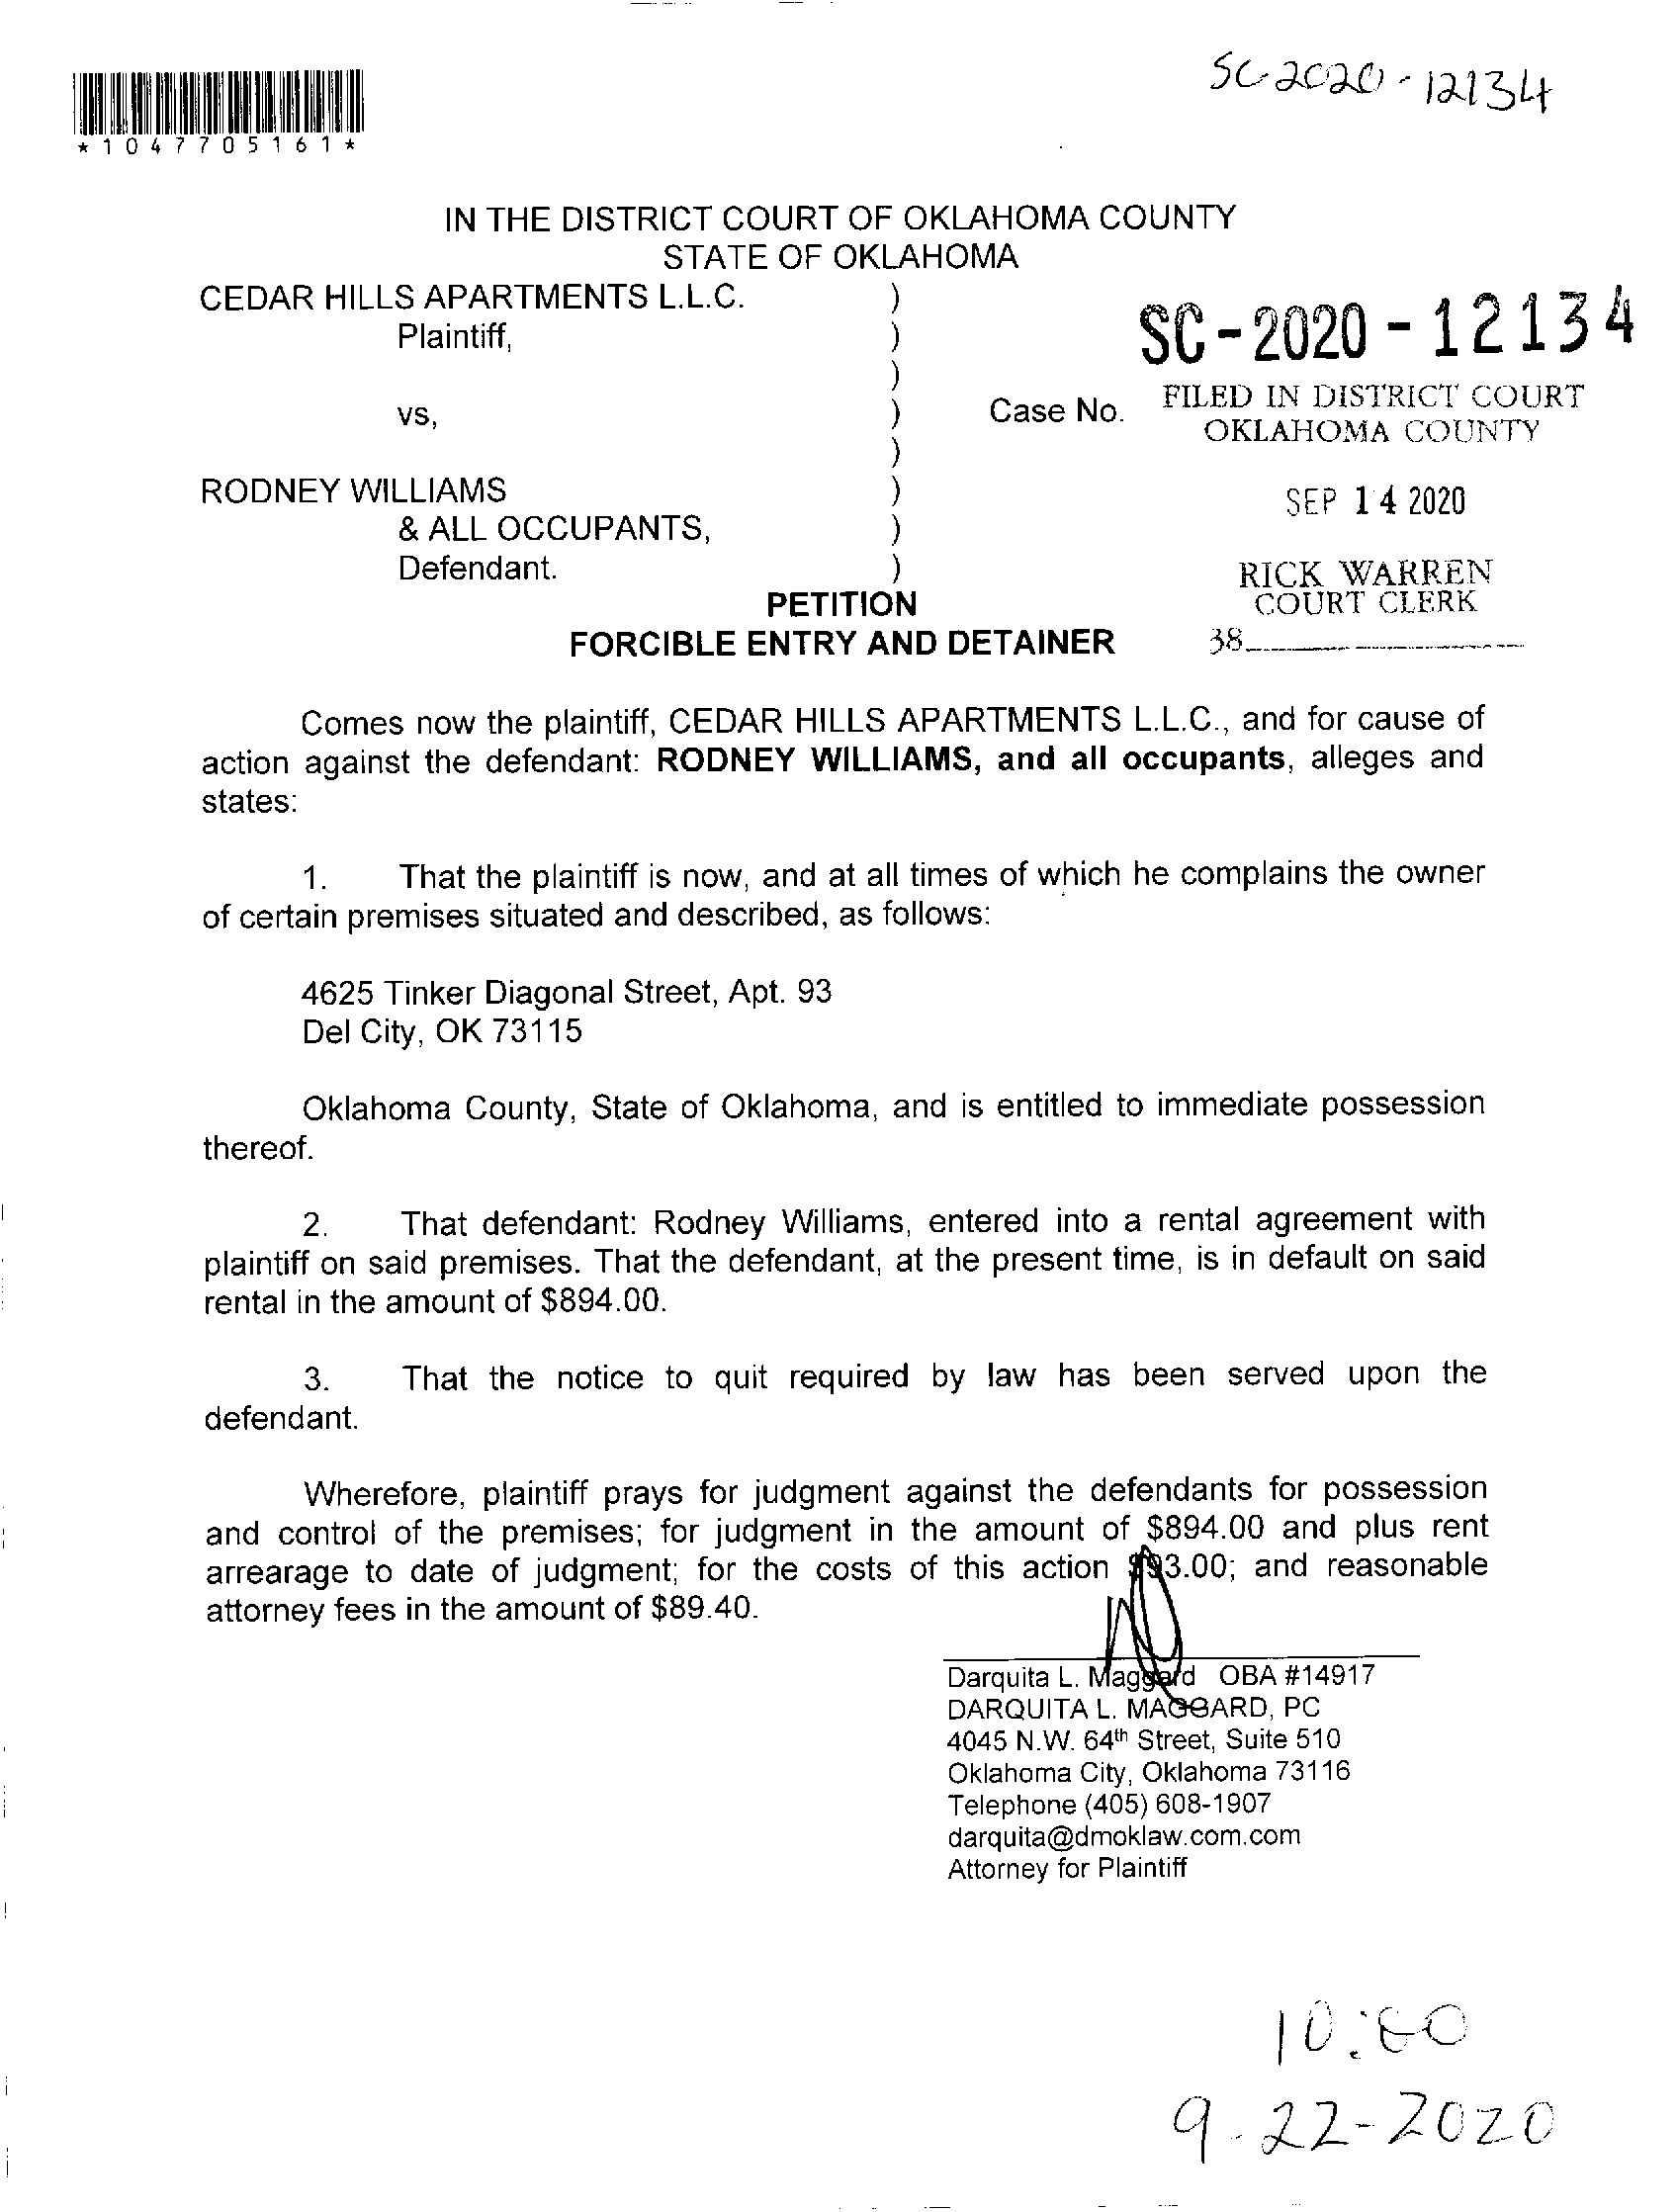 SC-2020-12134
*1047705161*
IN THE DISTRICT COURT OF OKLAHOMA COUNTY
STATE OF OKLAHOMA
CEDAR HILLS APARTMENTS L.L.C. )
Plaintiff, )
)
SC-2020-12134
vs, ) Case No.
FILED IN DISTRICT COURT
OKLAHOMA COUNTY
)
RODNEY WILLIAMS )
SEP 14 2020
& ALL OCCUPANTS, )
Defendant. )
RICK WARREN
COURT CLERK
38
PETITION
FORCIBLE ENTRY AND DETAINER
Comes now the plaintiff, CEDAR HILLS APARTMENTS L.L.C., and for cause of
action against the defendant: RODNEY WILLIAMS, and all occupants, alleges and
states:
1. That the plaintiff is now, and at all times of which he complains the owner
of certain premises situated and described, as follows:
4625 Tinker Diagonal Street, Apt. 93
Del City, OK 73115
Oklahoma County, State of Oklahoma, and is entitled to immediate possession
thereof.
2. That defendant: Rodney Williams, entered into a rental agreement with
plaintiff on said premises. That the defendant, at the present time, is in default on said
rental in the amount of $894.00.
3. That the notice to quit required by law has been served upon the
defendant.
Wherefore, plaintiff prays for judgment against the defendants for possession
and control of the premises; for judgment in the amount of $894.00 and plus rent
arrearage to date of judgment; for the costs of this action $93.00; and reasonable
attorney fees in the amount of $89.40.
Darquita L. Maggard OBA #14917
DARQUITA L. MAGGARD, PC
4045 N.W. 64th Street, Suite 510
Oklahoma City, Oklahoma 73116
Telephone (405) 608-1907
darquita@dmoklaw.com.com
Attorney for Plaintiff
10:00
9-22-2020